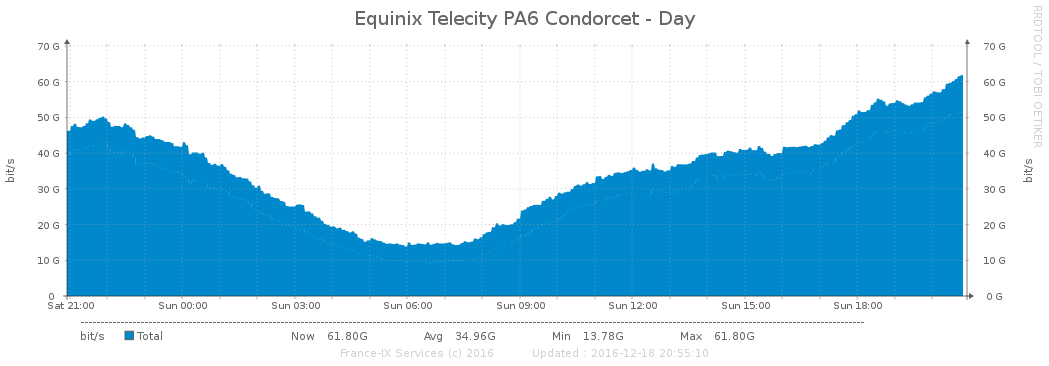 Equinix Telecity PA6 Condorcet - Day
RRDTOOL / TOBI OETIKER
bit/s
70 G 70 G
60 G 60 G
50 G 50 G
40 G 40 G
30 G 30 G
20 G 20 G
10 G 10 G
0 0 G
bit/s
Sat 21:00 Sun 00:00 Sun 03:00 Sun 06:00 Sun 09:00 Sun 12:00 Sun 15:00 Sun 18:00
bit/s Total Now 61.80G Avg 34.96G Min 13.78G Max 61.80G
France-IX Services (c) 2016 Updated : 2016-12-18 20:55:10